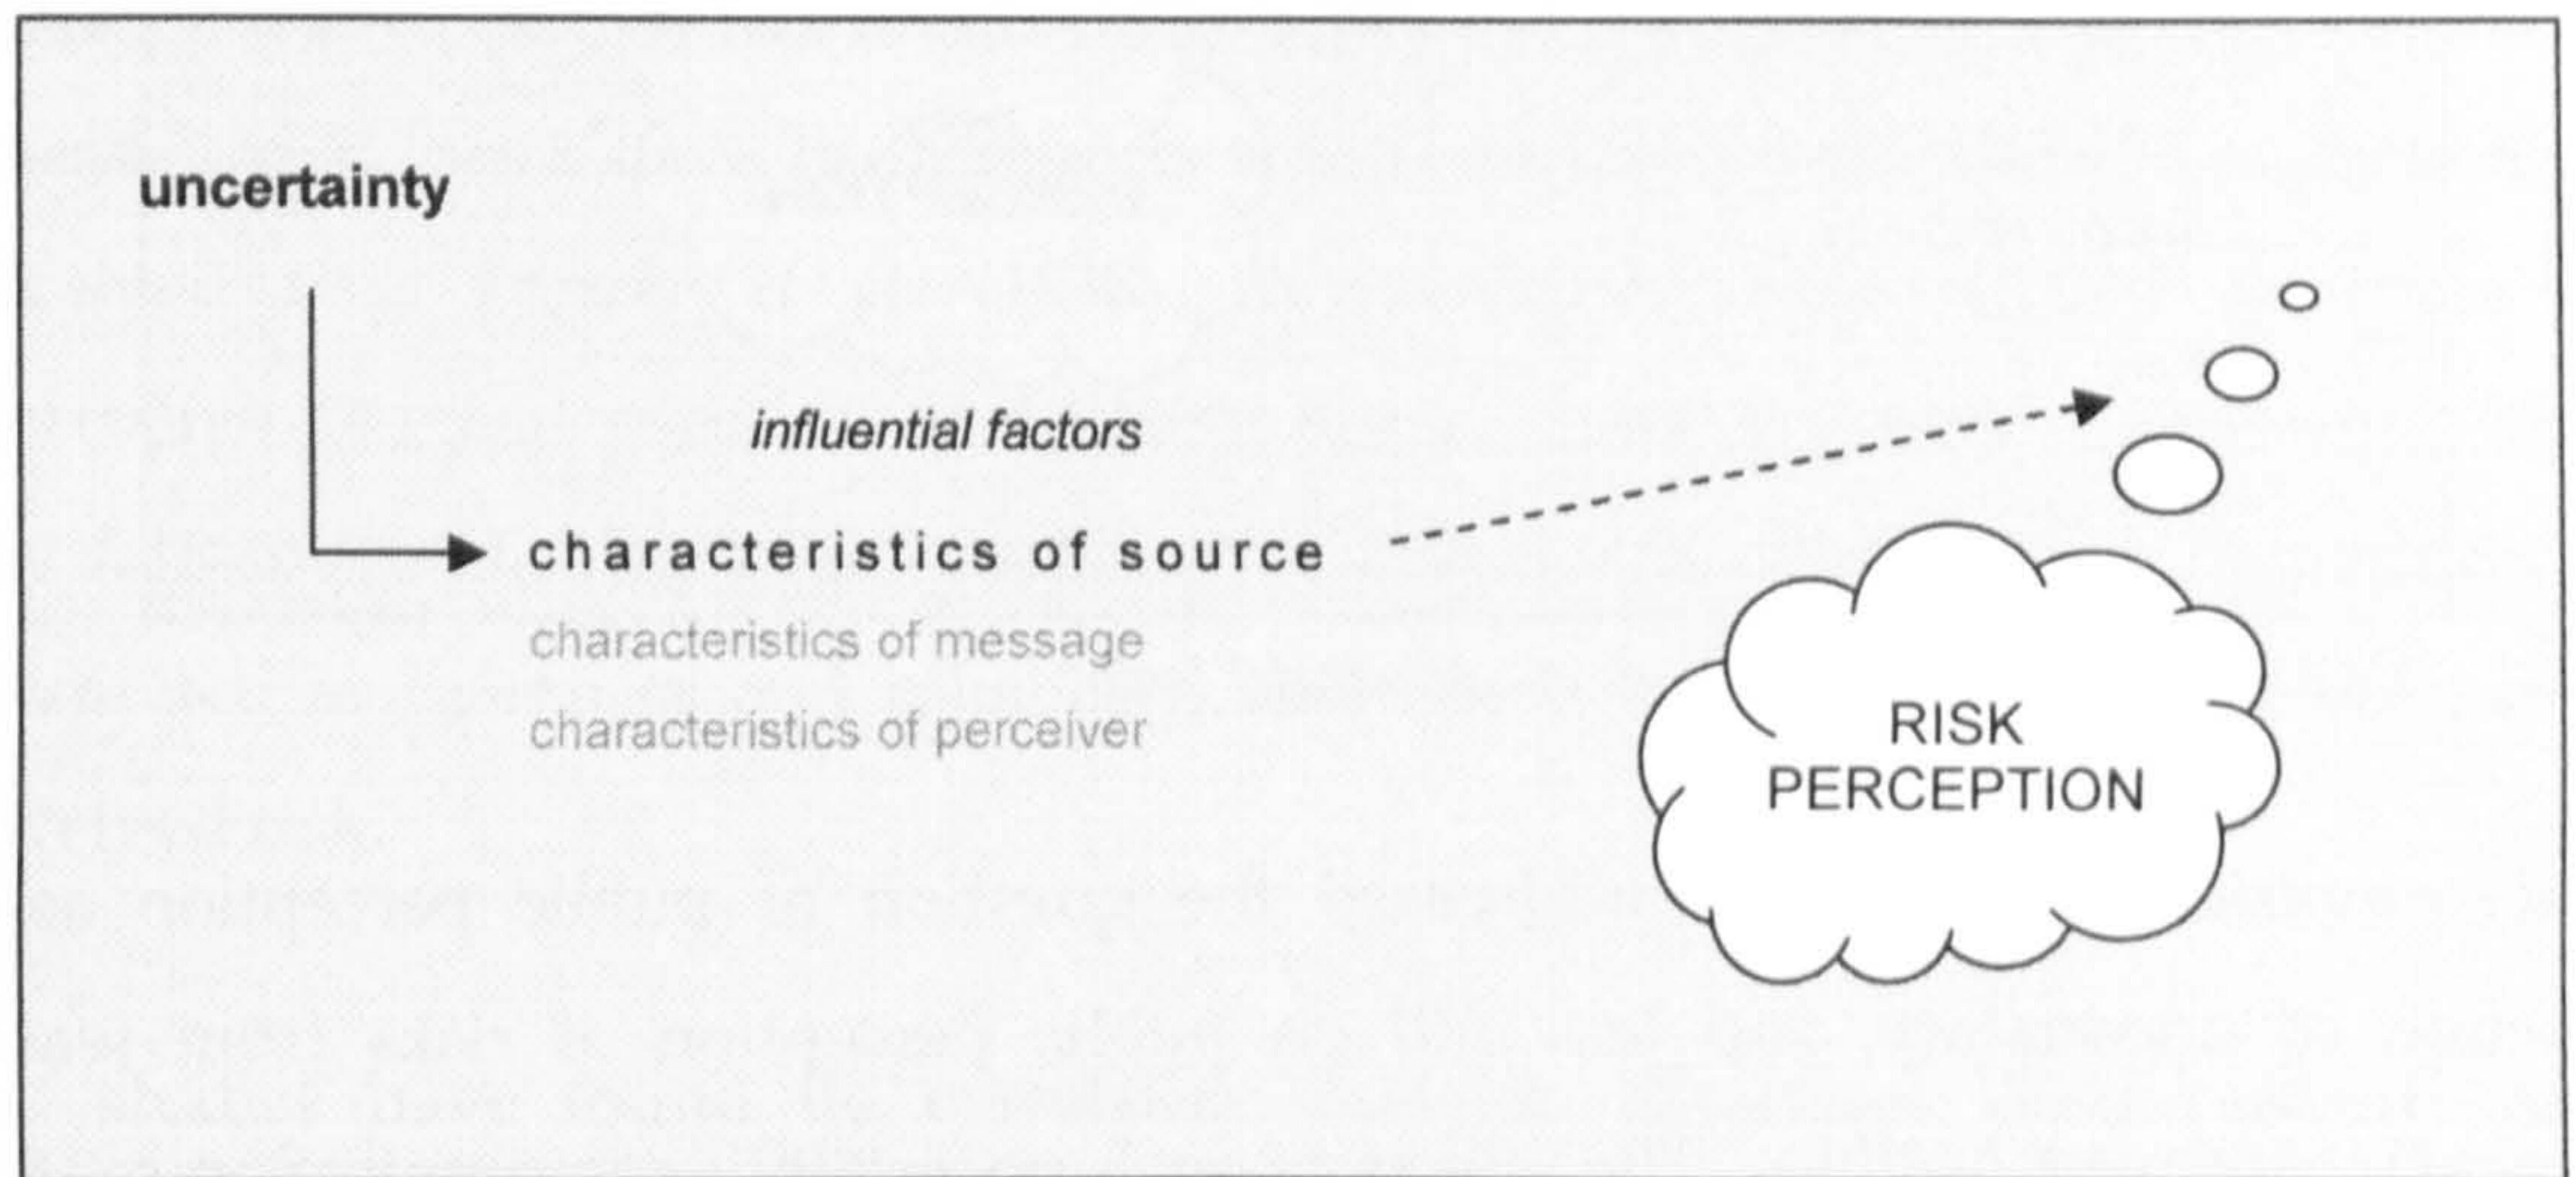 uncertainty
influential factors
characteristics of source
characteristics of message
characteristics of perceiver
RISK
PERCEPTION